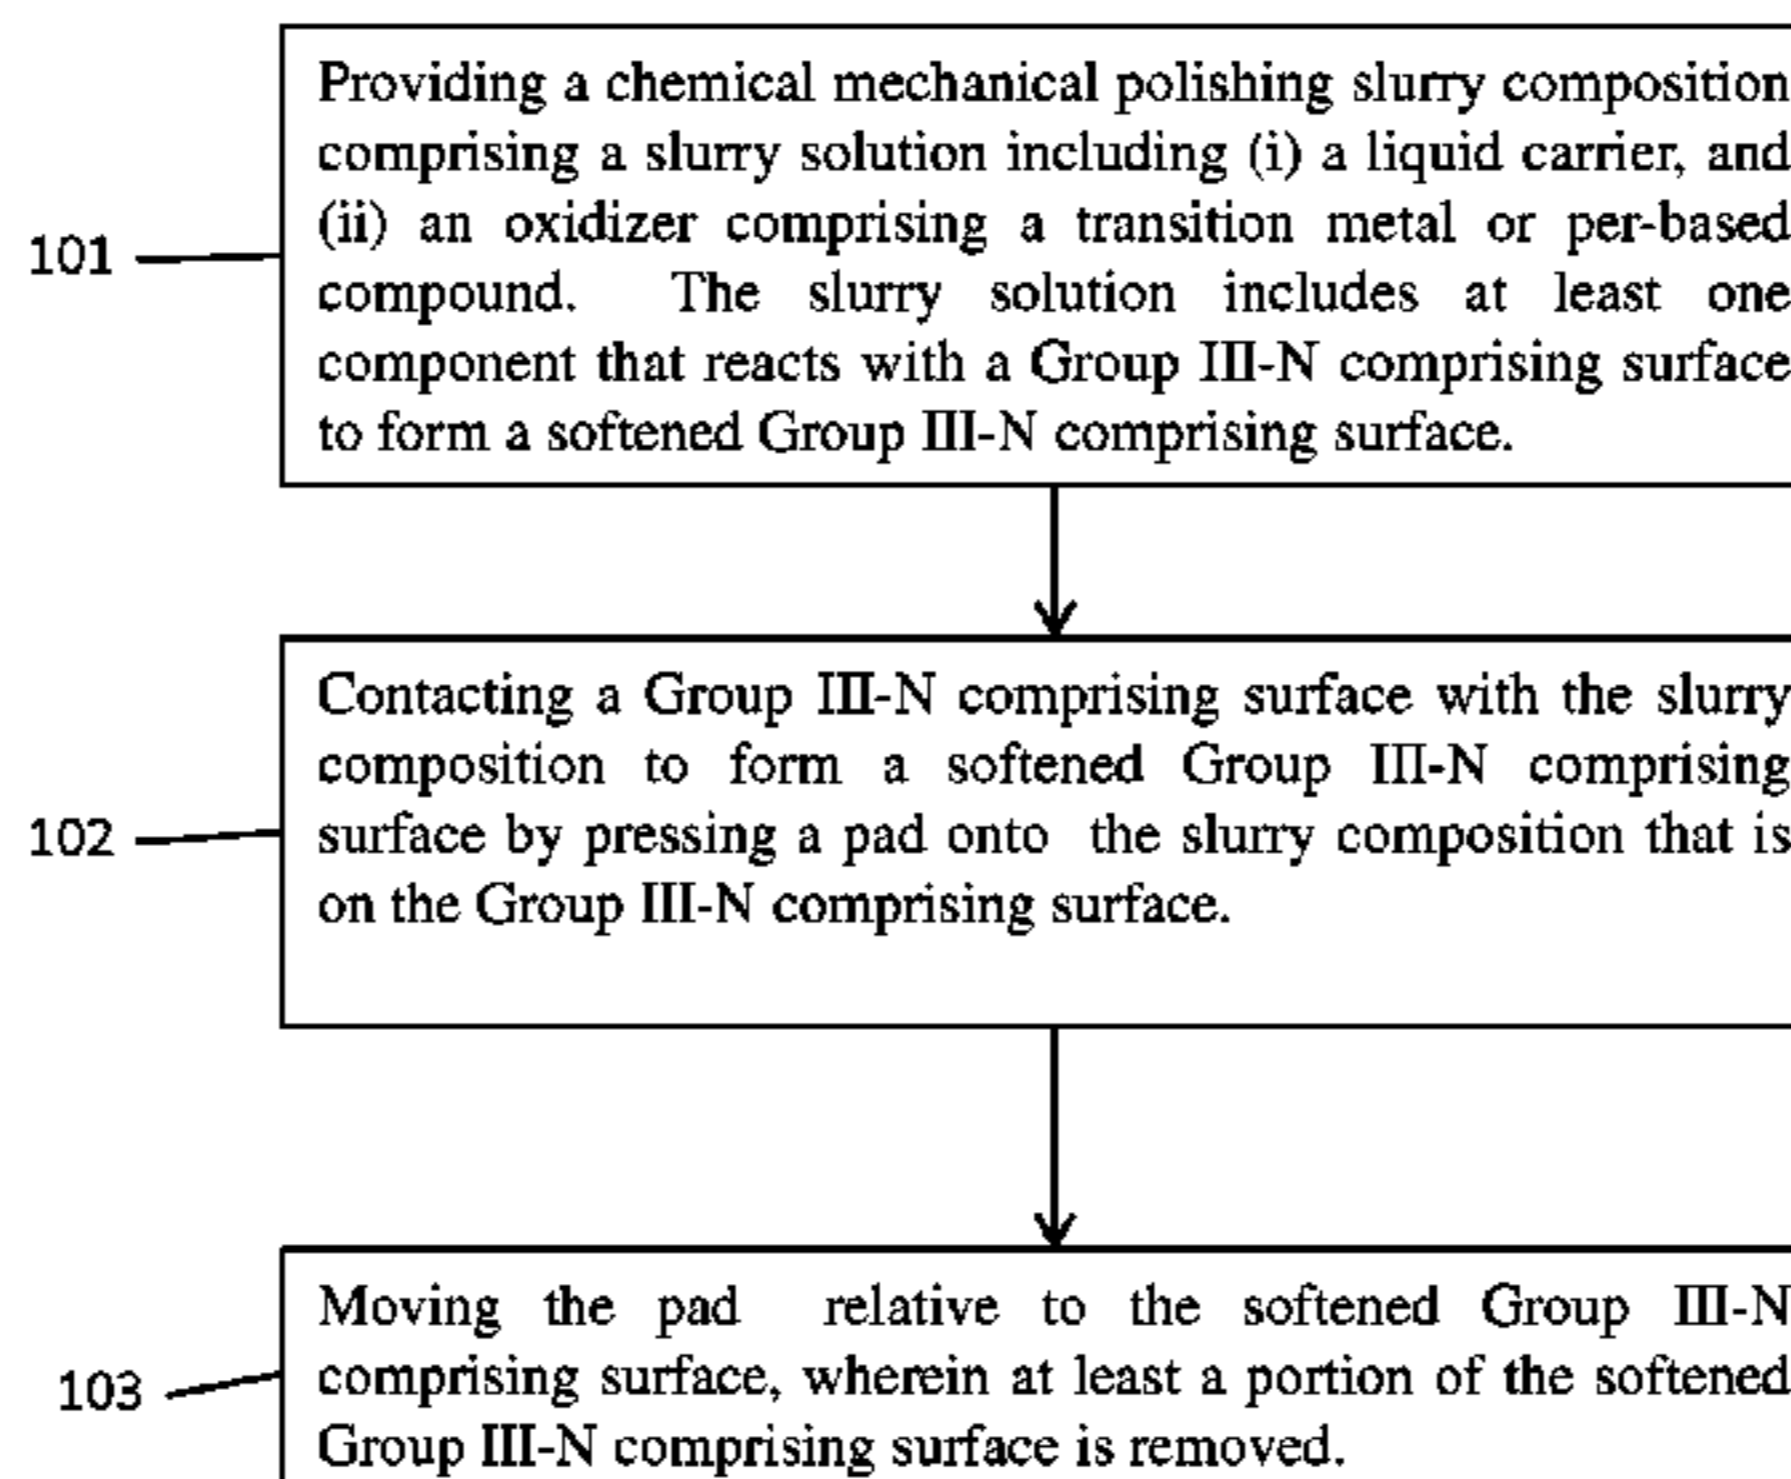 Providing a chemical mechanical polishing slurry composition
comprising a slurry solution including (i) a liquid carrier, and
(ii) an oxidizer comprising a transition metal or per-based
compound. The slurry solution includes at least one
component that reacts with a Group III-N comprising surface
to form a softened Group III-N comprising surface.
101
Contacting a Group III-N comprising surface with the slurry
composition to form a softened Group III-N comprising
surface by pressing a pad onto the slurry composition that is
on the Group III-N comprising surface.
102
Moving the pad relative to the softened Group III-N
comprising surface, wherein at least a portion of the softened
Group III-N comprising surface is removed.
103